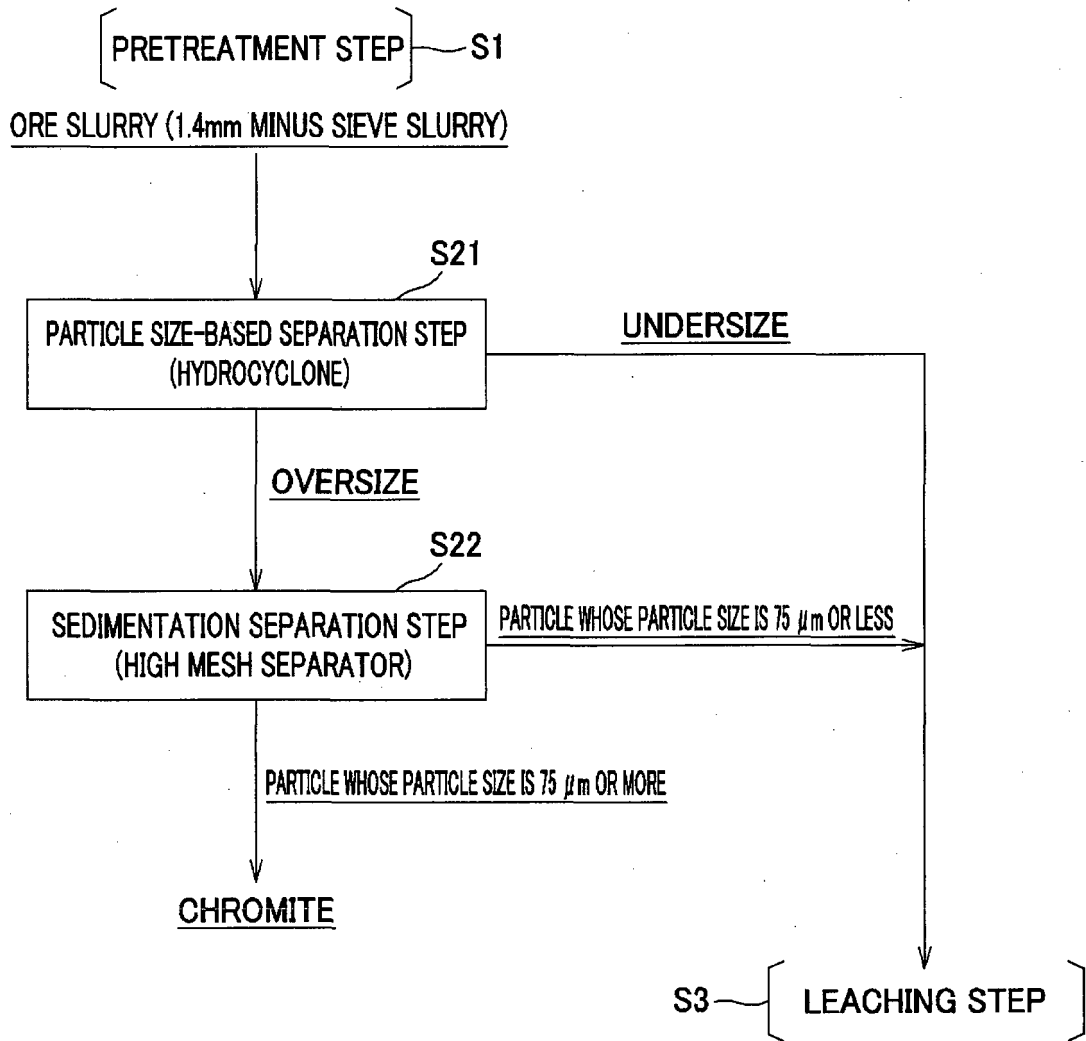 PRETREATMENT STEP S1
ORE SLURRY (1.4mm MINUS SIEVE SLURRY)
S21
PARTICLE SIZE-BASED SEPARATION STEP
(HYDROCYCLONE)
UNDERSIZE
OVERSIZE
S22
SEDIMENTATION SEPARATION STEP
(HIGH MESH SEPARATOR)
PARTICLE WHOSE PARTICLE SIZE IS 75 μm OR LESS
PARTICLE WHOSE PARTICLE SIZE IS 75 μm OR MORE
CHROMITE
S3 LEACHING STEP